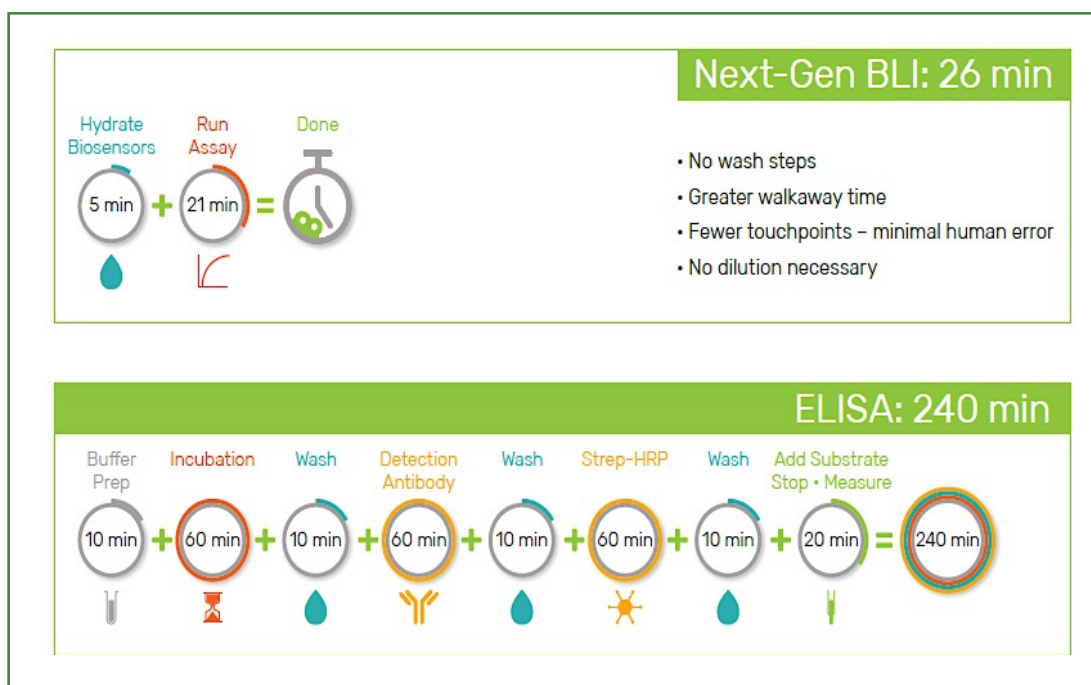 Next-Gen BLI: 26 min
Hydrate
Biosensors
Run
Assay
Done
5 min + 21 min =
• No wash steps
• Greater walkaway time
• Fewer touchpoints – minimal human error
• No dilution necessary
ELISA: 240 min
Buffer
Prep
Incubation
Wash
Detection
Antibody
Wash
Strep-HRP
Wash
Add Substrate
Stop • Measure
10 min + 60 min + 10 min + 60 min + 10 min + 60 min + 10 min + 20 min = 240 min